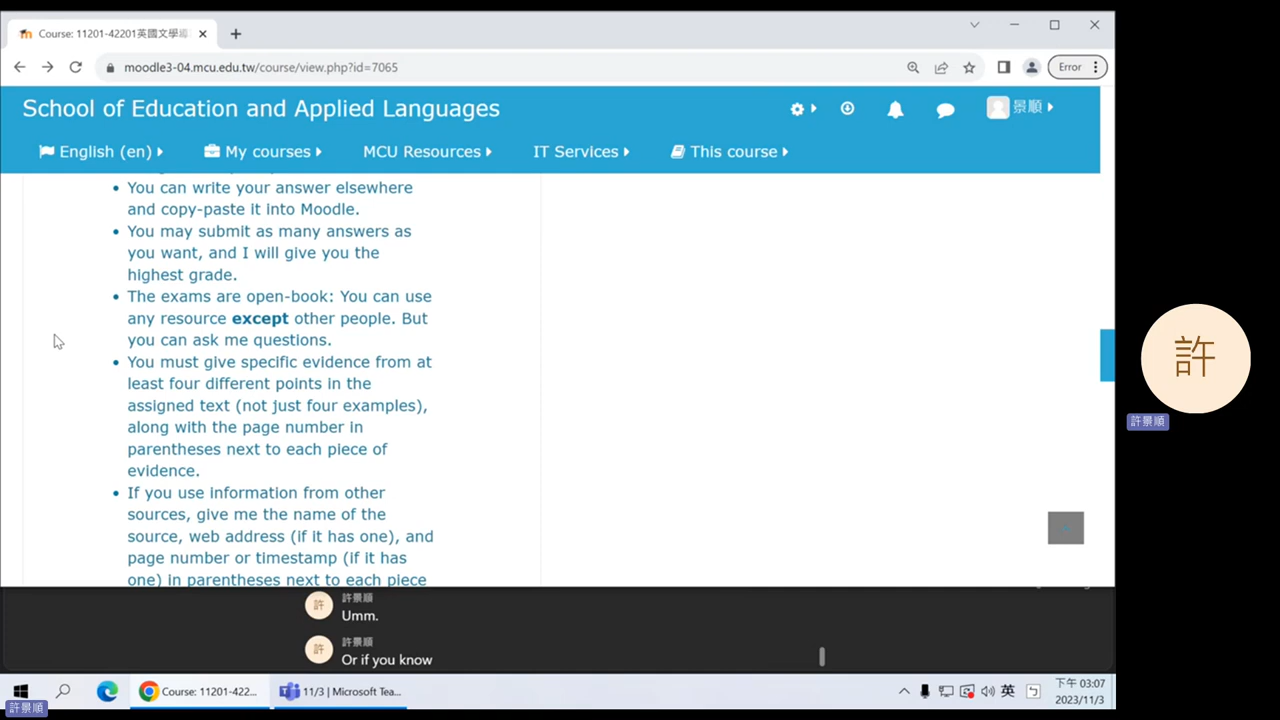 Course: 11201-42201英國文學導
moodle3-04.mcu.edu.tw/course/view.php?id=7065
Error
School of Education and Applied Languages
景順
English (en)
My courses
MCU Resources
IT Services
This course
You can write your answer elsewhere
and copy-paste it into Moodle.
You may submit as many answers as
you want, and I will give you the
highest grade.
The exams are open-book: You can use
any resource except other people. But
you can ask me questions.
You must give specific evidence from at
least four different points in the
assigned text (not just four examples),
along with the page number in
parentheses next to each piece of
evidence.
If you use information from other
sources, give me the name of the
source, web address (if it has one), and
page number or timestamp (if it has
one) in parentheses next to each piece
許
許景順
許
許景順
Umm.
許
許景順
Or if you know
Course: 11201-422...
11/3 | Microsoft Tea...
英
下午 03:07
2023/11/3
許景順